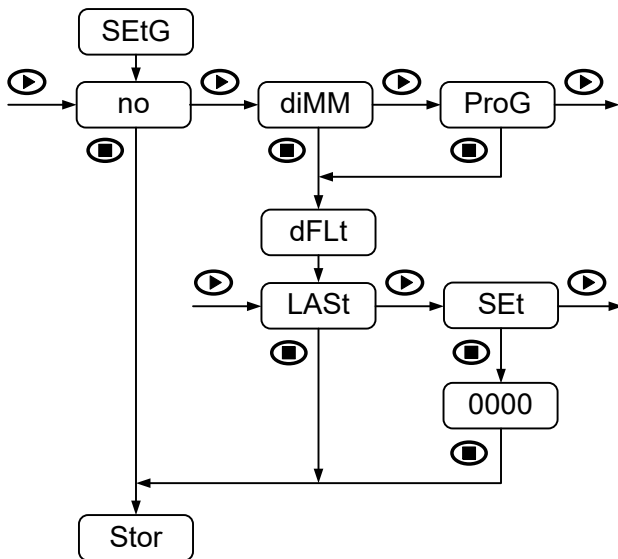 SEtG
no
diMM
ProG
dFLt
LASt
SEt
0000
Stor